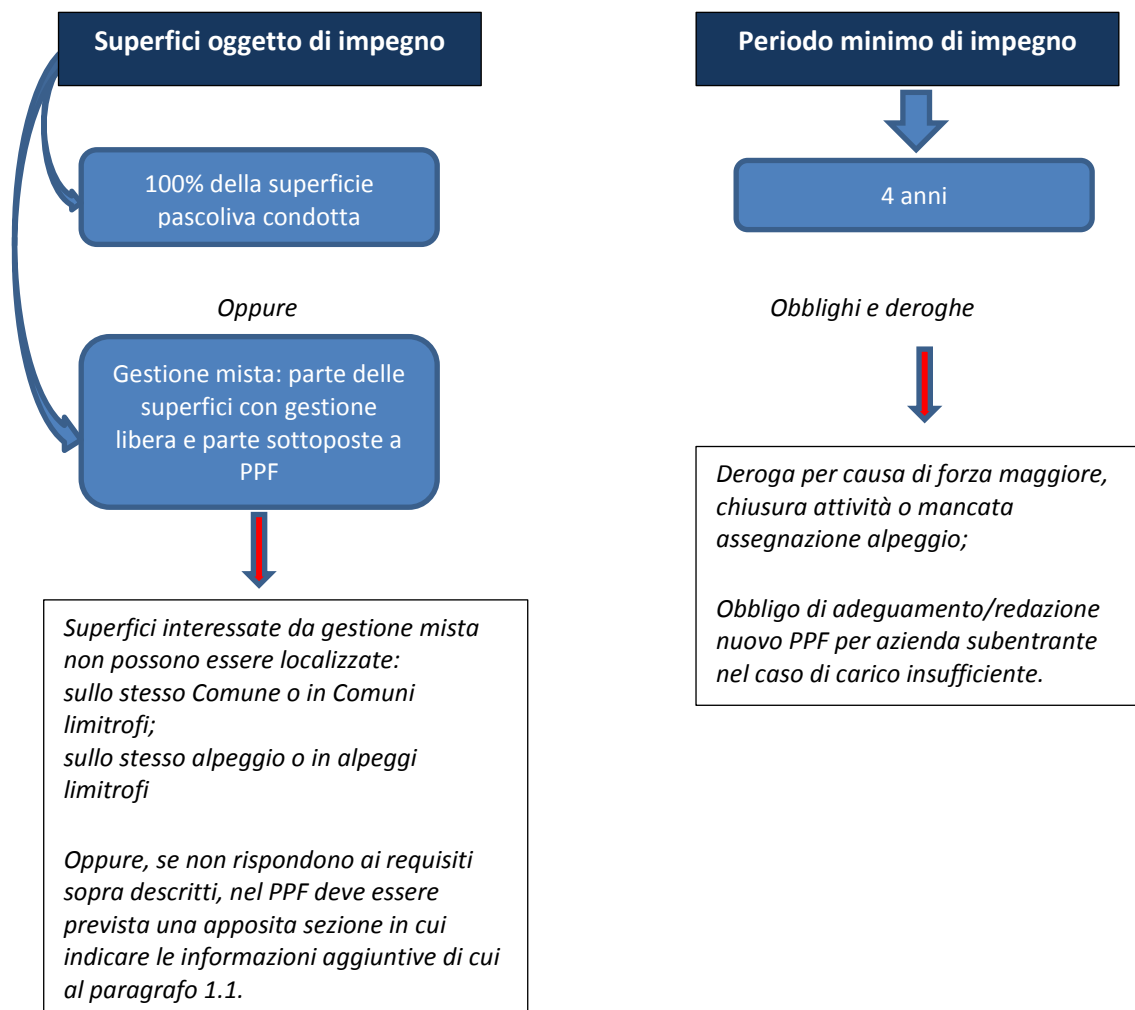 Superfici oggetto di impegno
100% della superficie
pascoliva condotta
Oppure
Gestione mista: parte delle
superfici con gestione
libera e parte sottoposte a
PPF
Superfici interessate da gestione mista
non possono essere localizzate:
sullo stesso Comune o in Comuni
limitrofi;
sullo stesso alpeggio o in alpeggi
limitrofi
Oppure, se non rispondono ai requisiti
sopra descritti, nel PPF deve essere
prevista una apposita sezione in cui
indicare le informazioni aggiuntive di cui
al paragrafo 1.1.
Periodo minimo di impegno
4 anni
Obblighi e deroghe
Deroga per causa di forza maggiore,
chiusura attività o mancata
assegnazione alpeggio;
Obbligo di adeguamento/redazione
nuovo PPF per azienda subentrante
nel caso di carico insufficiente.